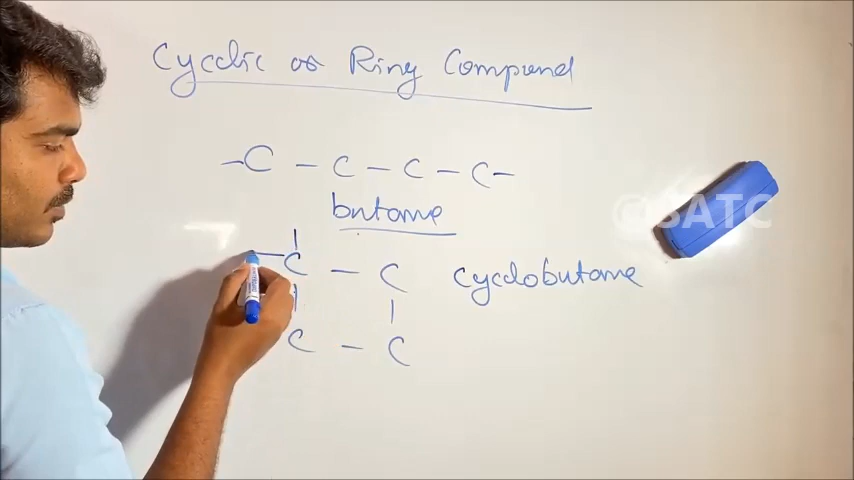 Cyclic or Ring Compound
–C – C – C – C–
butane
C – C cyclobutane
C – C
@SATC